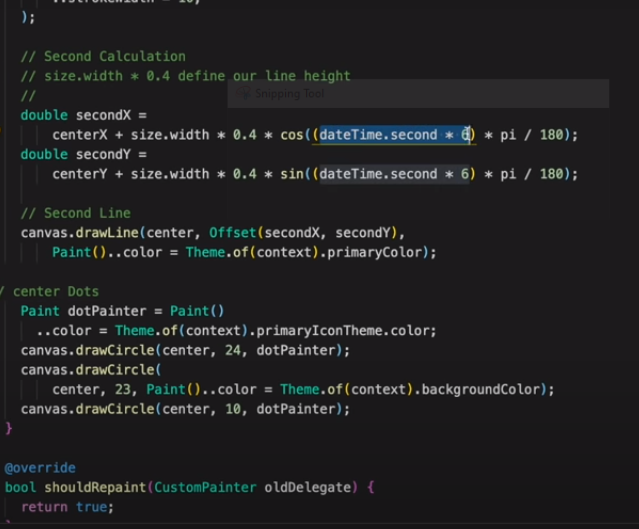 ..strokeWidth = 10;
);
// Second Calculation
// size.width * 0.4 define our line height
//
Snipping Tool
double secondX =
centerX + size.width * 0.4 * cos((dateTime.second * 6) * pi / 180);
double secondY =
centerY + size.width * 0.4 * sin((dateTime.second * 6) * pi / 180);
// Second Line
canvas.drawLine(center, Offset(secondX, secondY),
Paint()..color = Theme.of(context).primaryColor);
/ center Dots
Paint dotPainter = Paint()
..color = Theme.of(context).primaryIconTheme.color;
canvas.drawCircle(center, 24, dotPainter);
canvas.drawCircle(
center, 23, Paint()..color = Theme.of(context).backgroundColor);
canvas.drawCircle(center, 10, dotPainter);
}
@override
bool shouldRepaint(CustomPainter oldDelegate) {
return true;